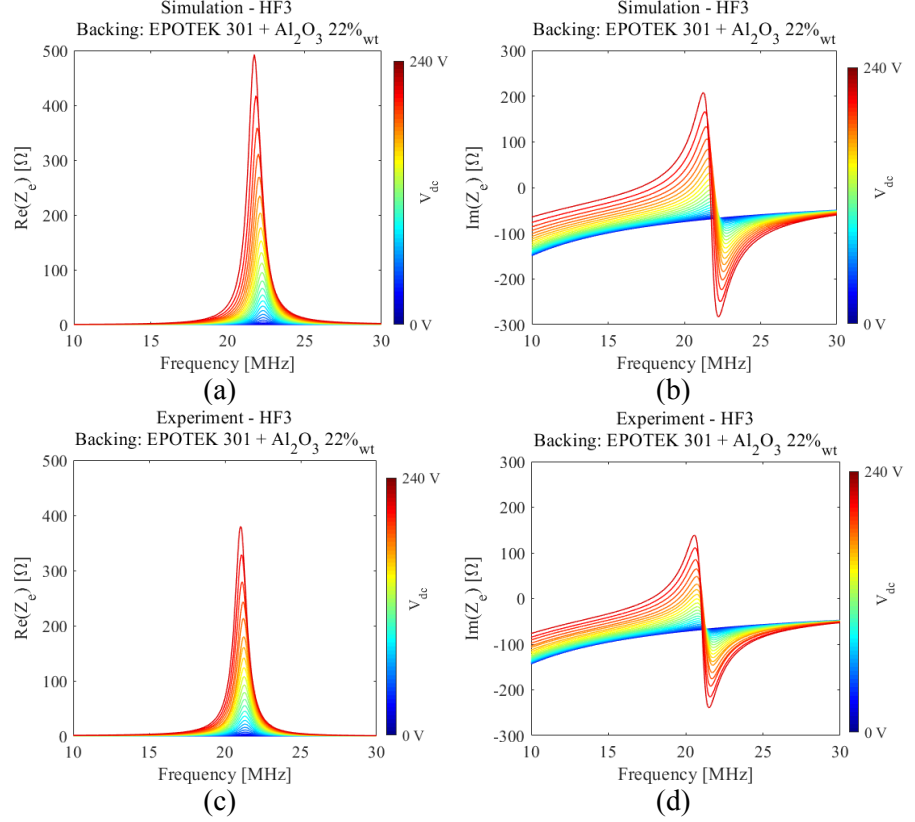 Simulation - HF3
Backing: EPOTEK 301 + Al2O3 22%wt
500
400
300
200
100
0
Re(Ze) [Ω]
10
15
20
25
30
Frequency [MHz]
240 V
Vdc
0 V
(a)
Simulation - HF3
Backing: EPOTEK 301 + Al2O3 22%wt
300
200
100
0
-100
-200
-300
Im(Ze) [Ω]
10
15
20
25
30
Frequency [MHz]
240 V
Vdc
0 V
(b)
Experiment - HF3
Backing: EPOTEK 301 + Al2O3 22%wt
500
400
300
200
100
0
Re(Ze) [Ω]
10
15
20
25
30
Frequency [MHz]
240 V
Vdc
0 V
(c)
Experiment - HF3
Backing: EPOTEK 301 + Al2O3 22%wt
300
200
100
0
-100
-200
-300
Im(Ze) [Ω]
10
15
20
25
30
Frequency [MHz]
240 V
Vdc
0 V
(d)